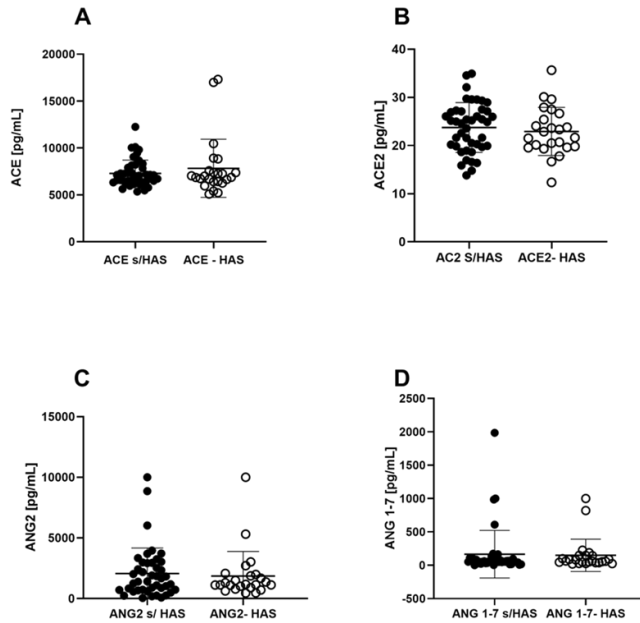 A
ACE [pg/mL]
20000
15000
10000
5000
0
ACE s/HAS
ACE - HAS
B
ACE2 [pg/mL]
40
30
20
10
0
AC2 S/HAS
ACE2- HAS
C
ANG2 [pg/mL]
15000
10000
5000
0
ANG2 s/ HAS
ANG2- HAS
D
ANG 1-7 [pg/mL]
2500
2000
1500
1000
500
0
-500
ANG 1-7 s/HAS
ANG 1-7- HAS